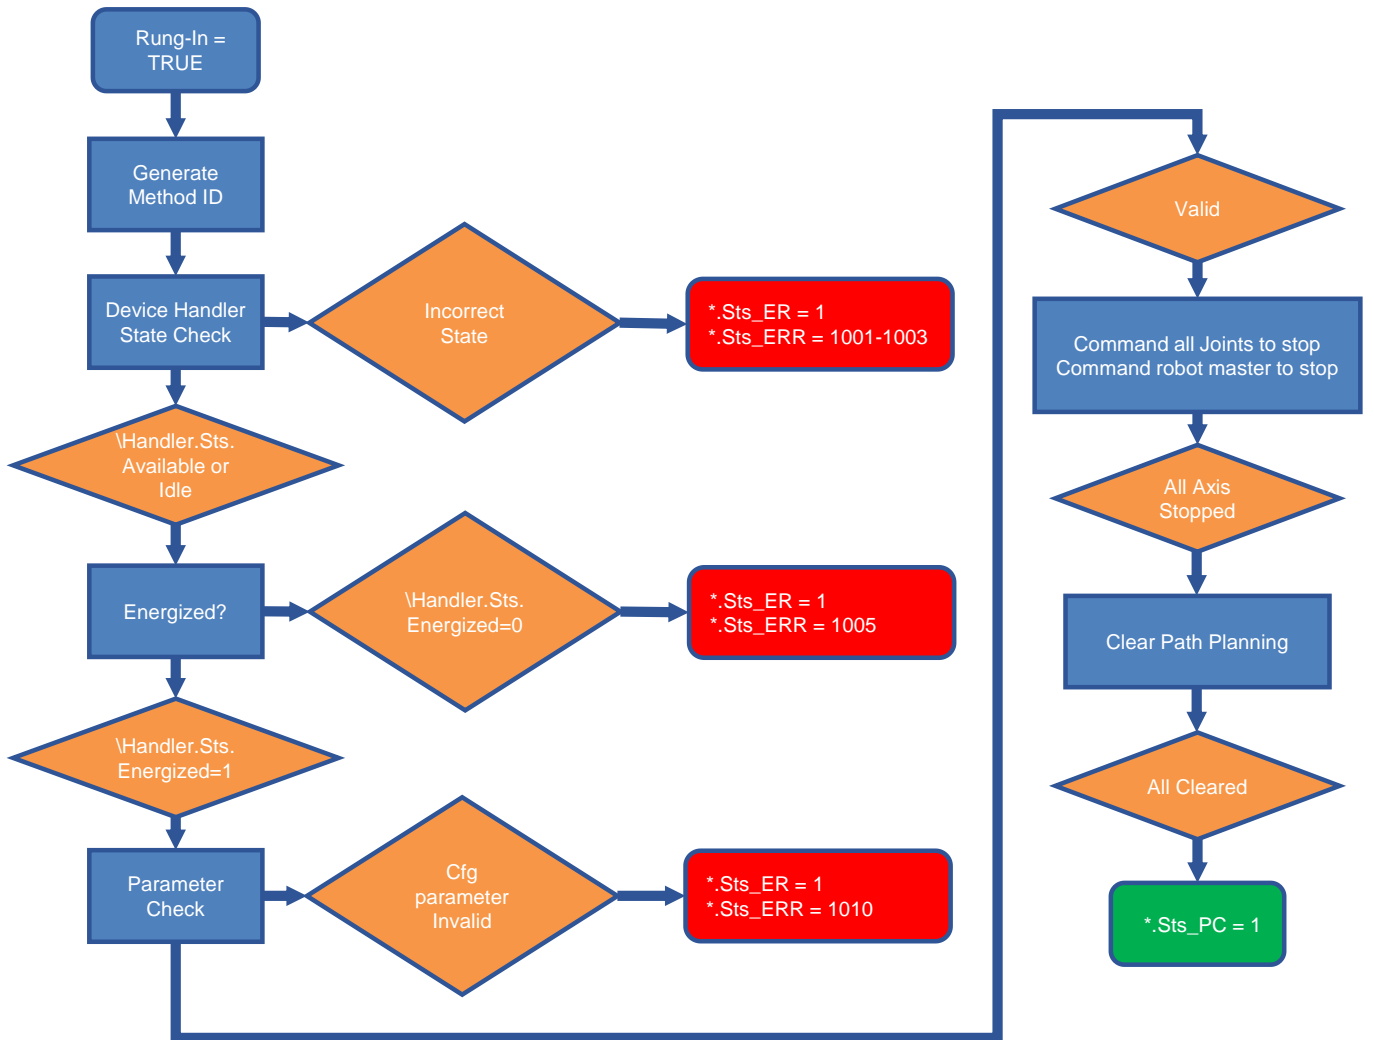 Rung-In =
TRUE
Generate
Method ID
Device Handler
State Check
Incorrect
State
*.Sts_ER = 1
*.Sts_ERR = 1001-1003
\Handler.Sts.
Available or
Idle
Energized?
\Handler.Sts.
Energized=0
*.Sts_ER = 1
*.Sts_ERR = 1005
\Handler.Sts.
Energized=1
Parameter
Check
Cfg
parameter
Invalid
*.Sts_ER = 1
*.Sts_ERR = 1010
Valid
Command all Joints to stop
Command robot master to stop
All Axis
Stopped
Clear Path Planning
All Cleared
*.Sts_PC = 1